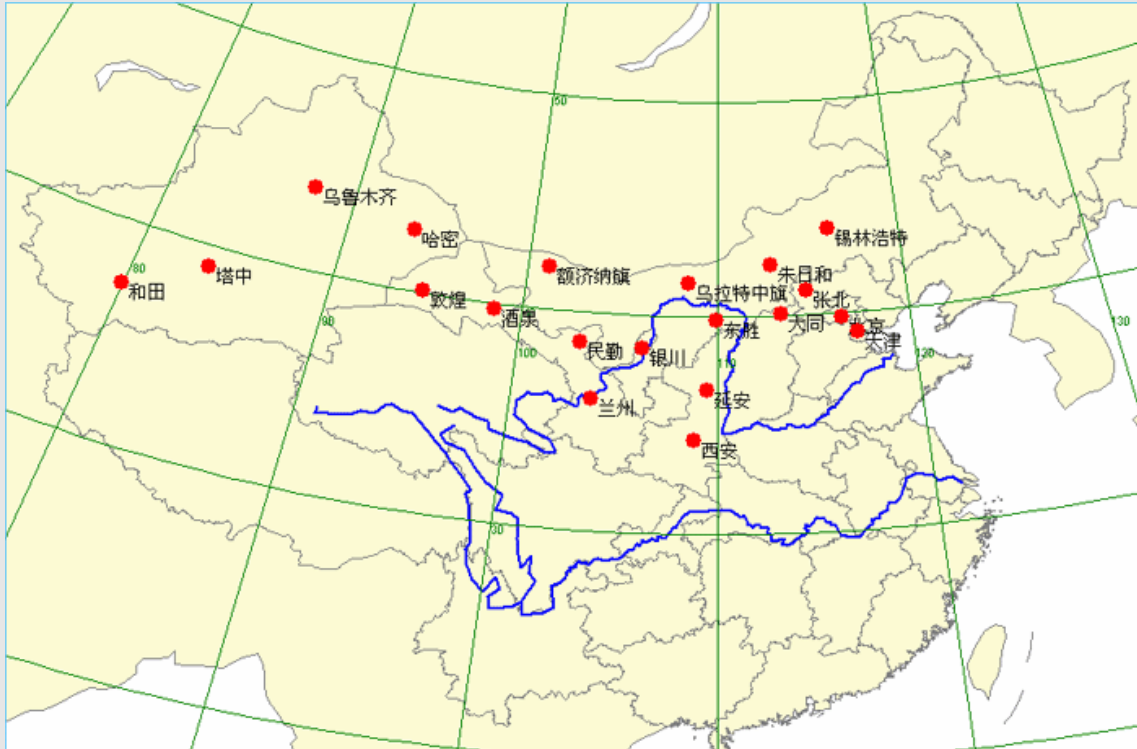 50
乌鲁木齐
哈密
锡林浩特
80
塔中
额济纳旗
朱日和
和田
敦煌
乌拉特中旗
张北
酒泉
90
东胜
大同
京
130
天津
100
民勤
银川
110
120
兰州
延安
西安
30